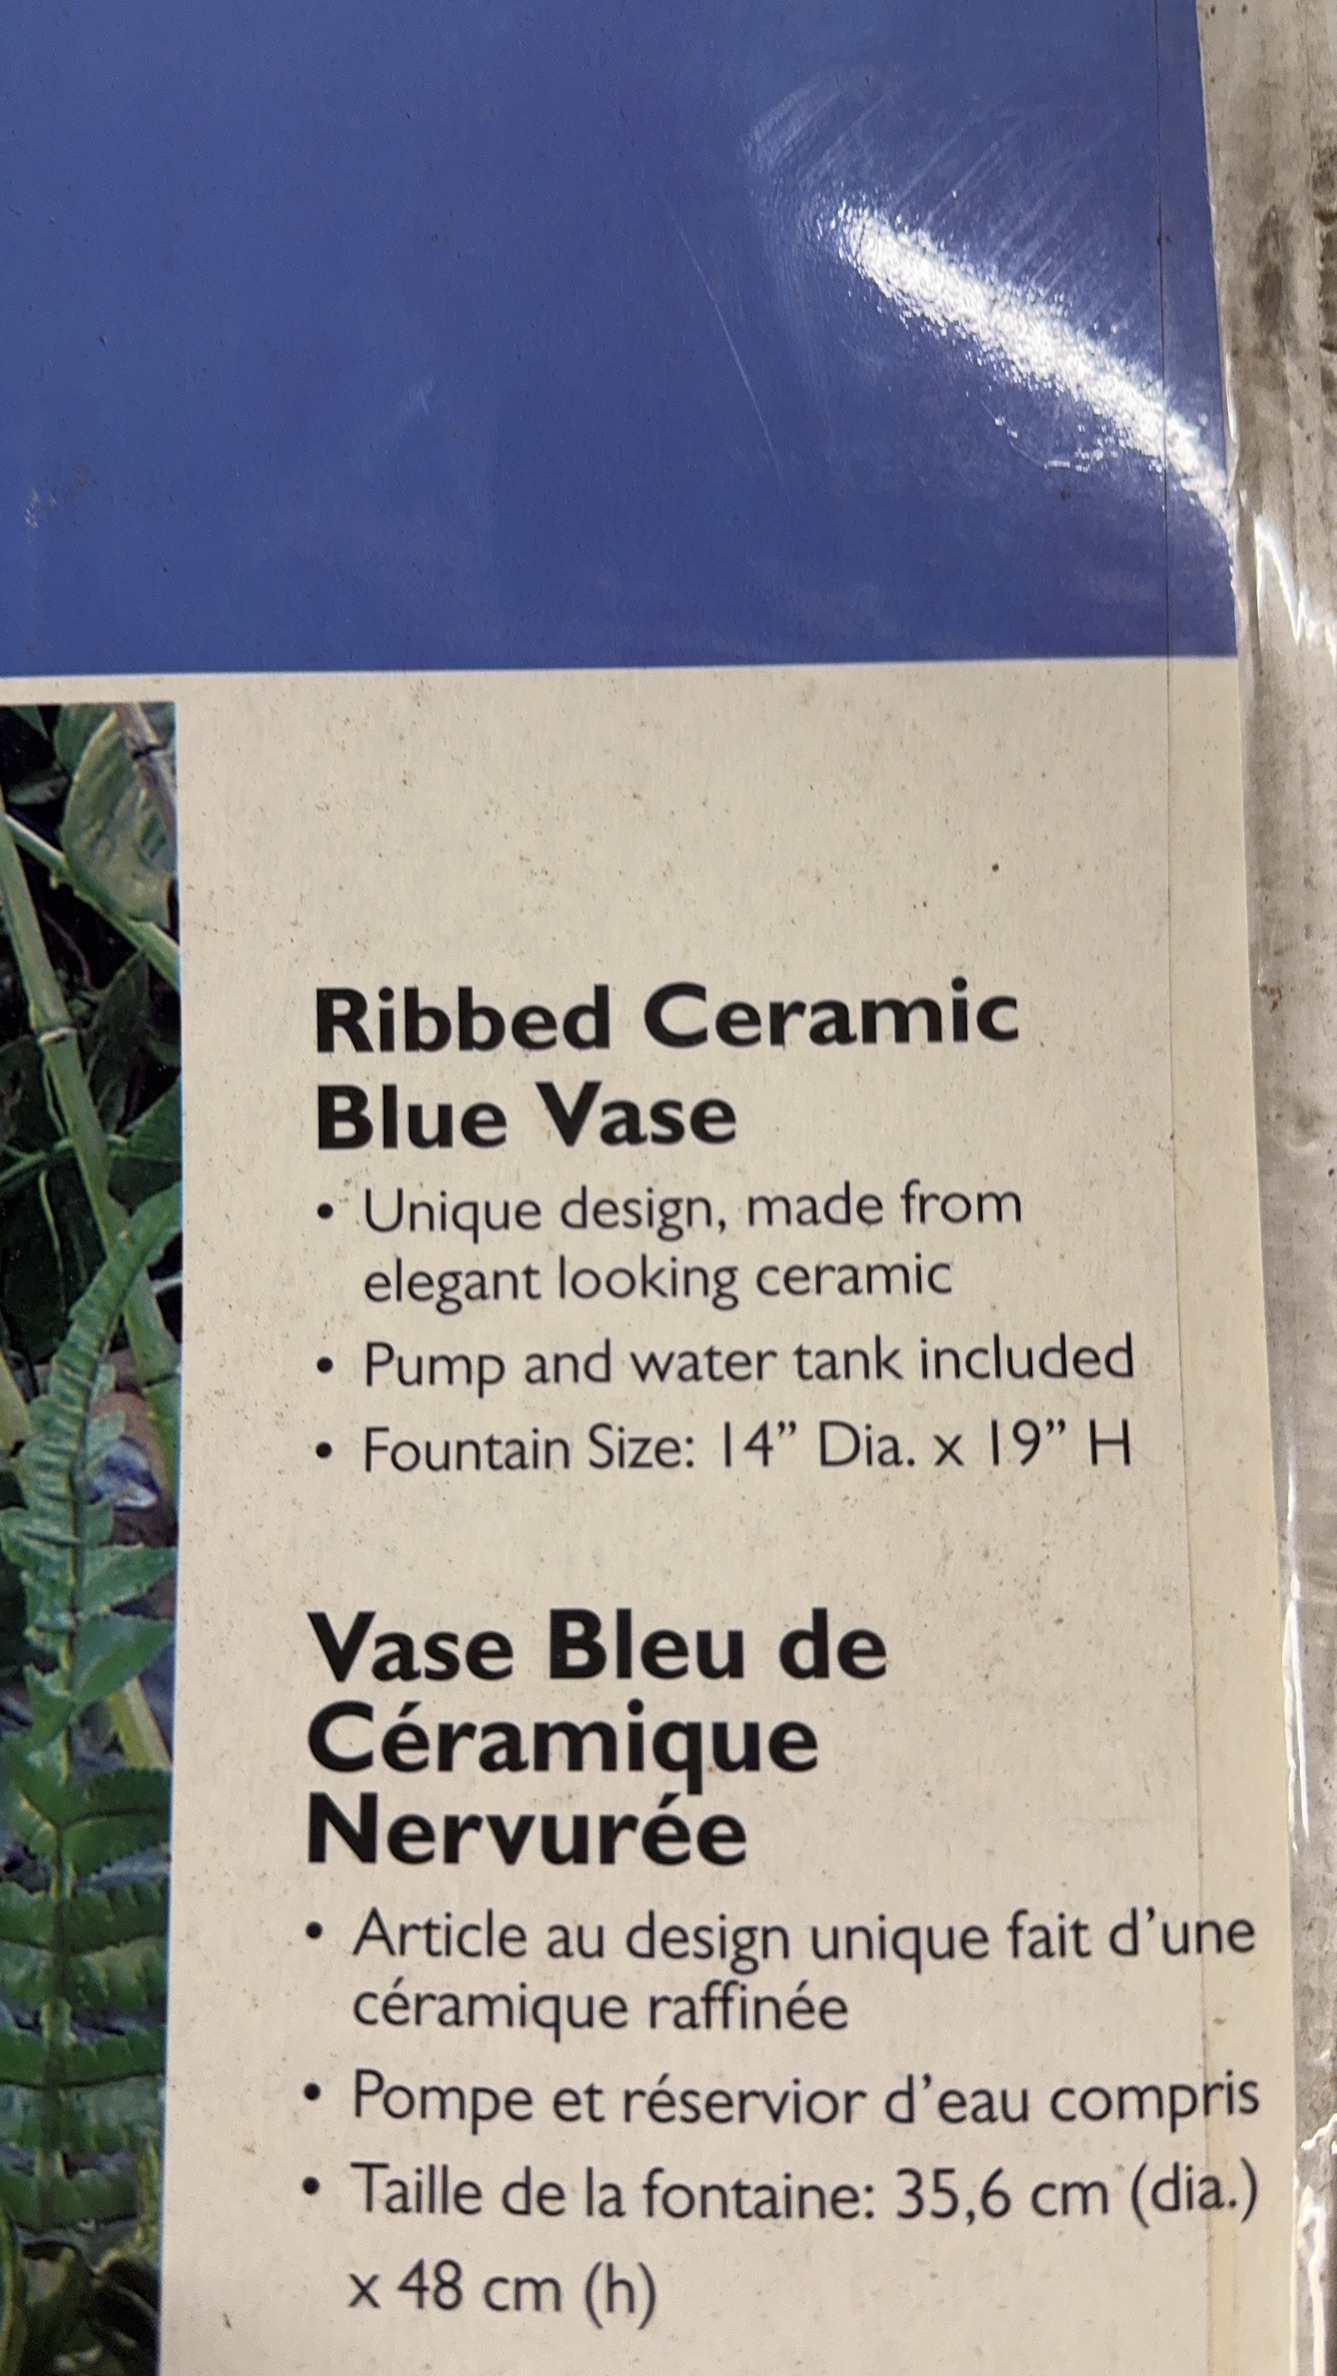 Ribbed Ceramic
Blue Vase
• Unique design, made from
elegant looking ceramic
• Pump and water tank included
• Fountain Size: 14” Dia. x 19” H
Vase Bleu de
Céramique
Nervurée
• Article au design unique fait d’une
céramique raffinée
• Pompe et réservior d’eau compris
• Taille de la fontaine: 35,6 cm (dia.)
x 48 cm (h)